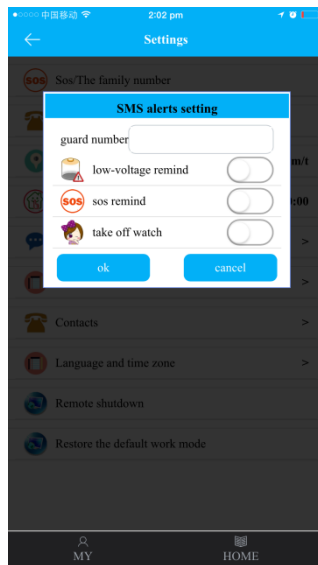 中国移动 2:02 pm
Settings
SOS Sos/The family number
SMS alerts setting
guard number
low-voltage remind
m/t
sos sos remind
:00
take off watch
>
ok cancel
>
Contacts >
Language and time zone >
Remote shutdown
Restore the default work mode
MY HOME